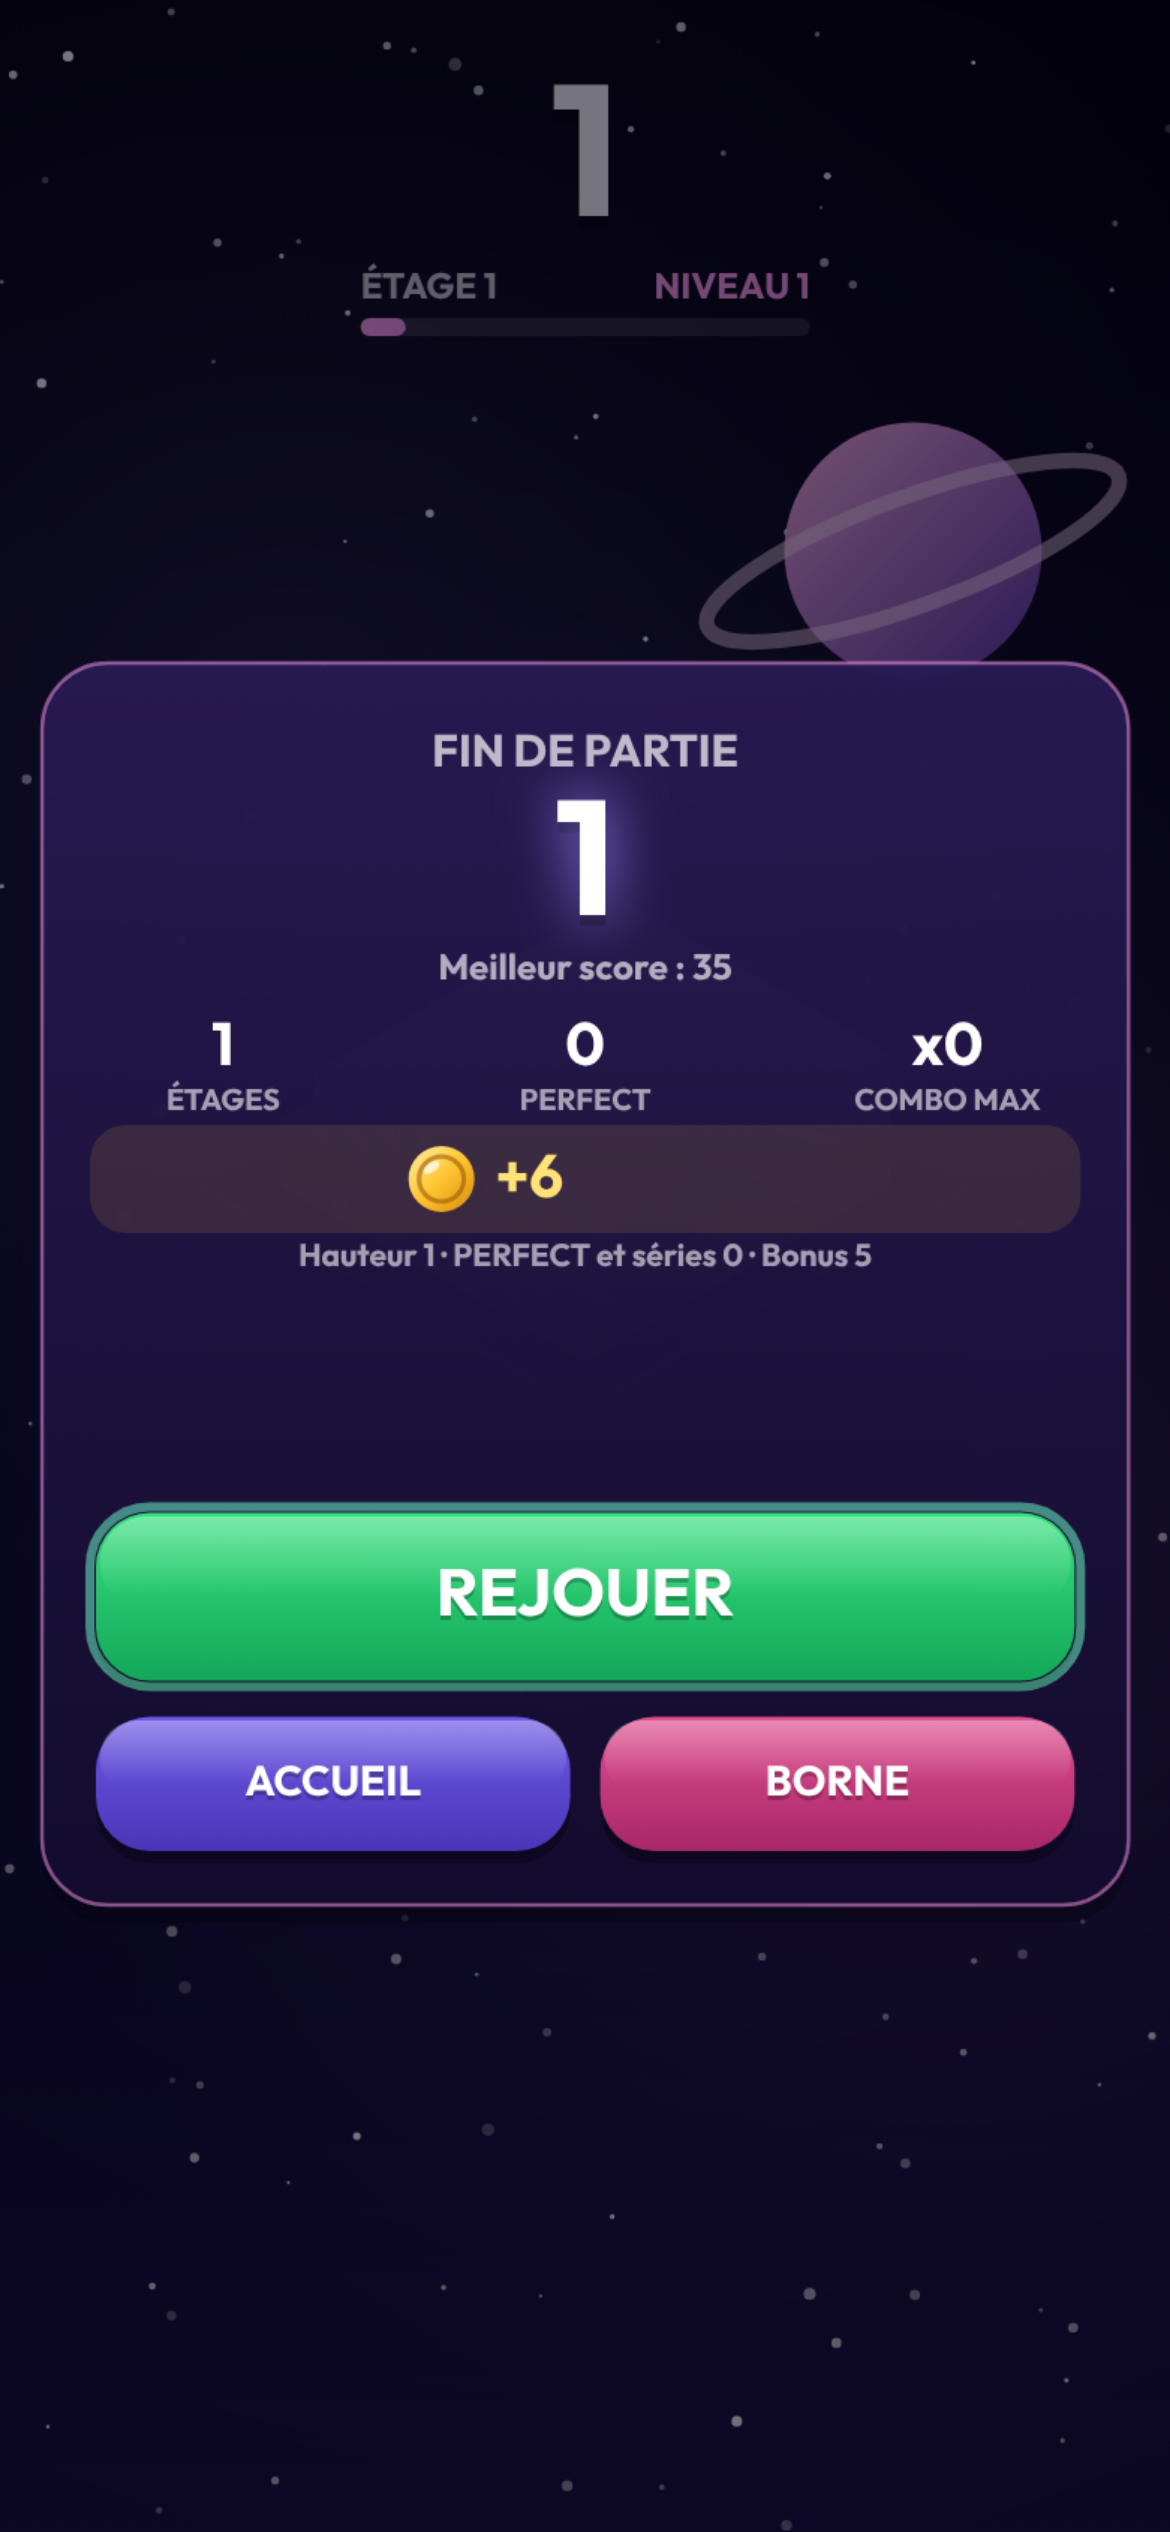 1
ÉTAGE 1 NIVEAU 1
FIN DE PARTIE
1
Meilleur score : 35
1 0 x0
ÉTAGES PERFECT COMBO MAX
+6
Hauteur 1 · PERFECT et séries 0 · Bonus 5
REJOUER
ACCUEIL BORNE